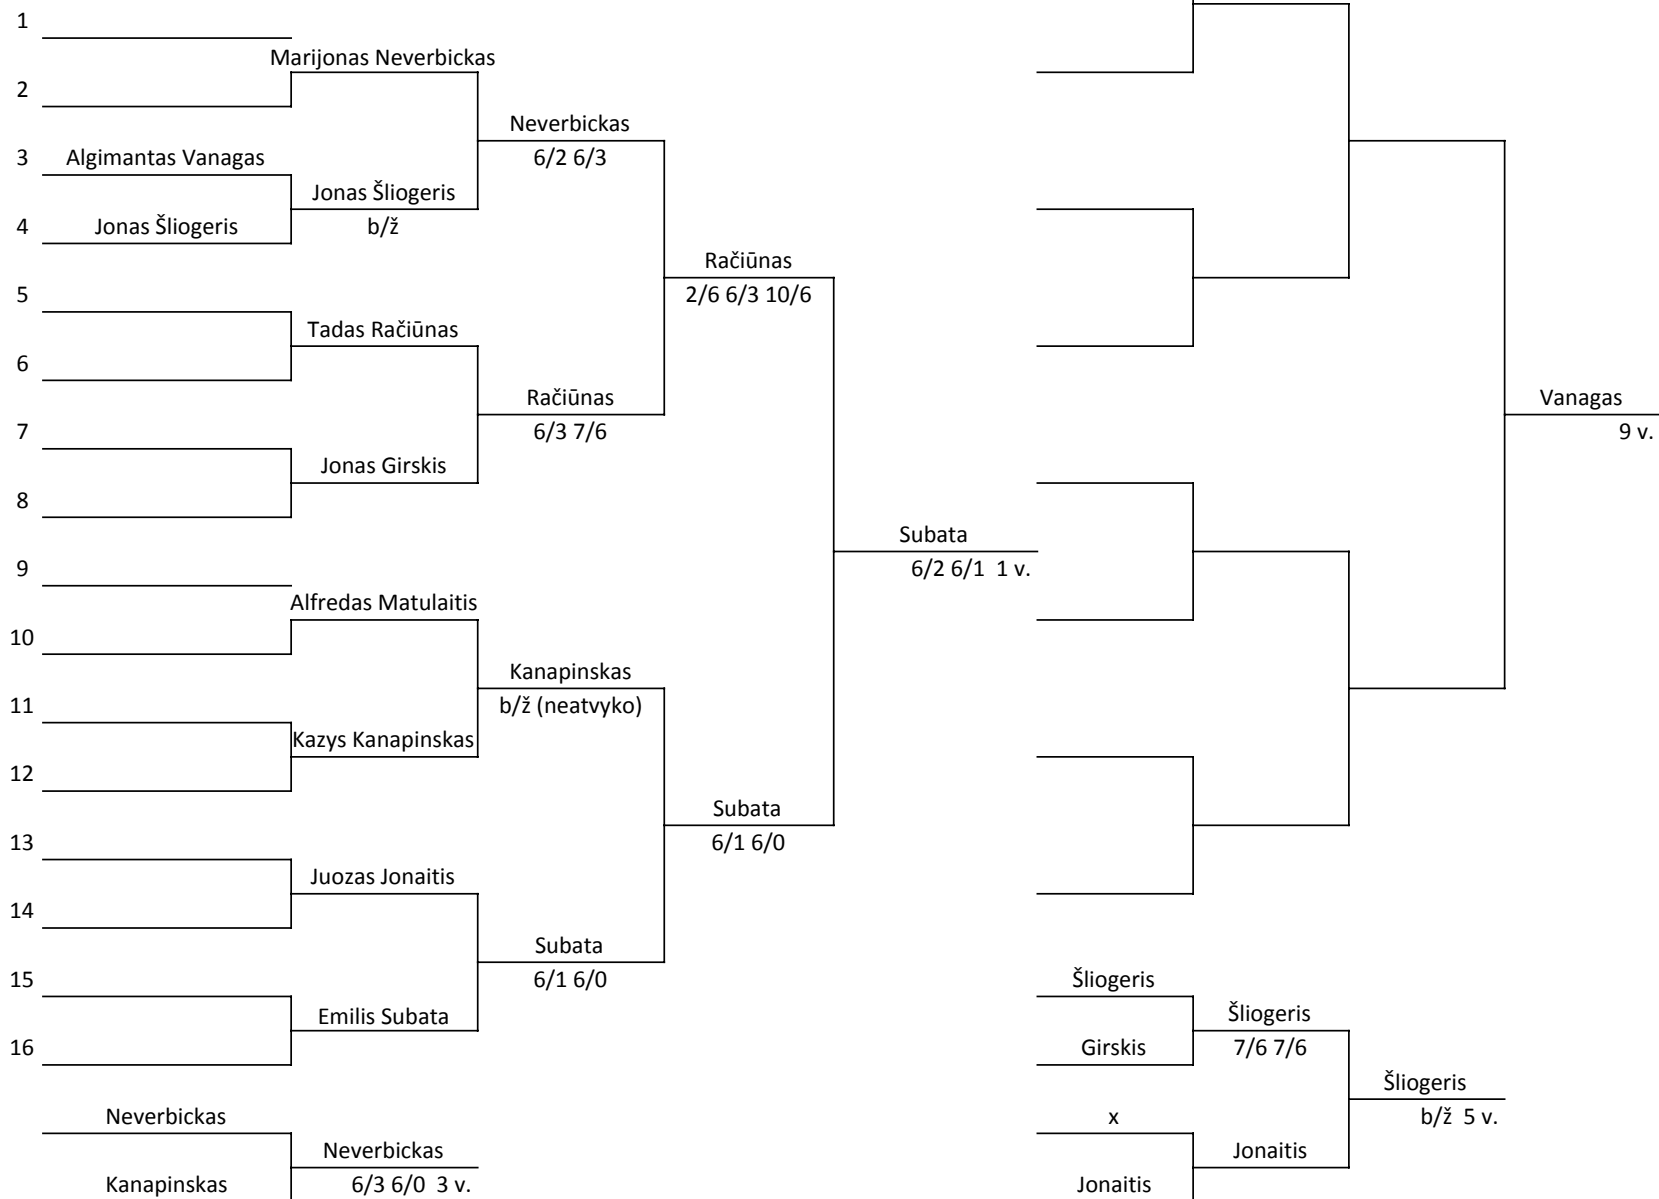 1
Marijonas Neverbickas
2
Neverbickas
3 Algimantas Vanagas
6/2 6/3
Jonas Šliogeris
4 Jonas Šliogeris
b/ž
Račiūnas
5
2/6 6/3 10/6
Tadas Račiūnas
6
Račiūnas
Vanagas
7
6/3 7/6
9 v.
Jonas Girskis
8
Subata
9
6/2 6/1 1 v.
Alfredas Matulaitis
10
Kanapinskas
11
b/ž (neatvyko)
Kazys Kanapinskas
12
Subata
13
6/1 6/0
Juozas Jonaitis
14
Subata
15
6/1 6/0
Šliogeris
Emilis Subata
Šliogeris
16
Girskis
7/6 7/6
Šliogeris
Neverbickas
x
b/ž 5 v.
Neverbickas
Jonaitis
Kanapinskas
6/3 6/0 3 v.
Jonaitis